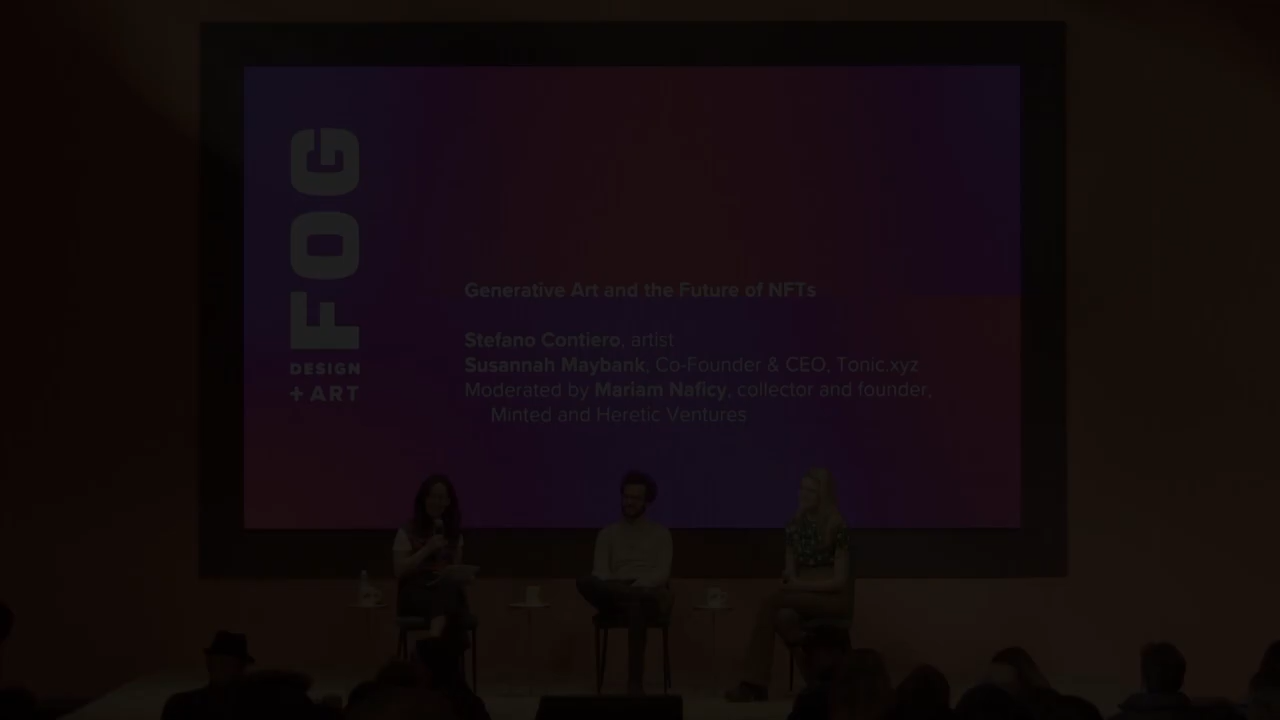 FOG
DESIGN
+ ART
Generative Art and the Future of NFTs
Stefano Contiero, artist
Susannah Maybank, Co-Founder & CEO, Tonic.xyz
Moderated by Mariam Naficy, collector and founder,
Minted and Heretic Ventures